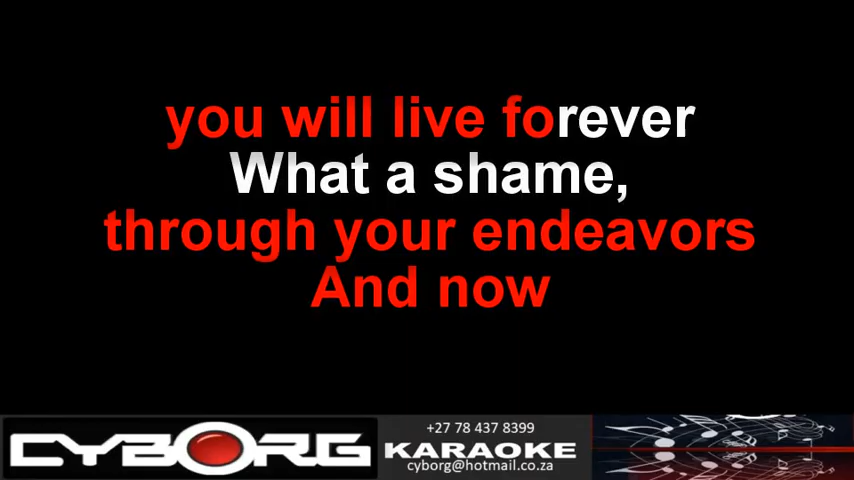 you will live forever
What a shame,
through your endeavors
And now
CYBORG
+27 78 437 8399
KARAOKE
cyborg@hotmail.co.za